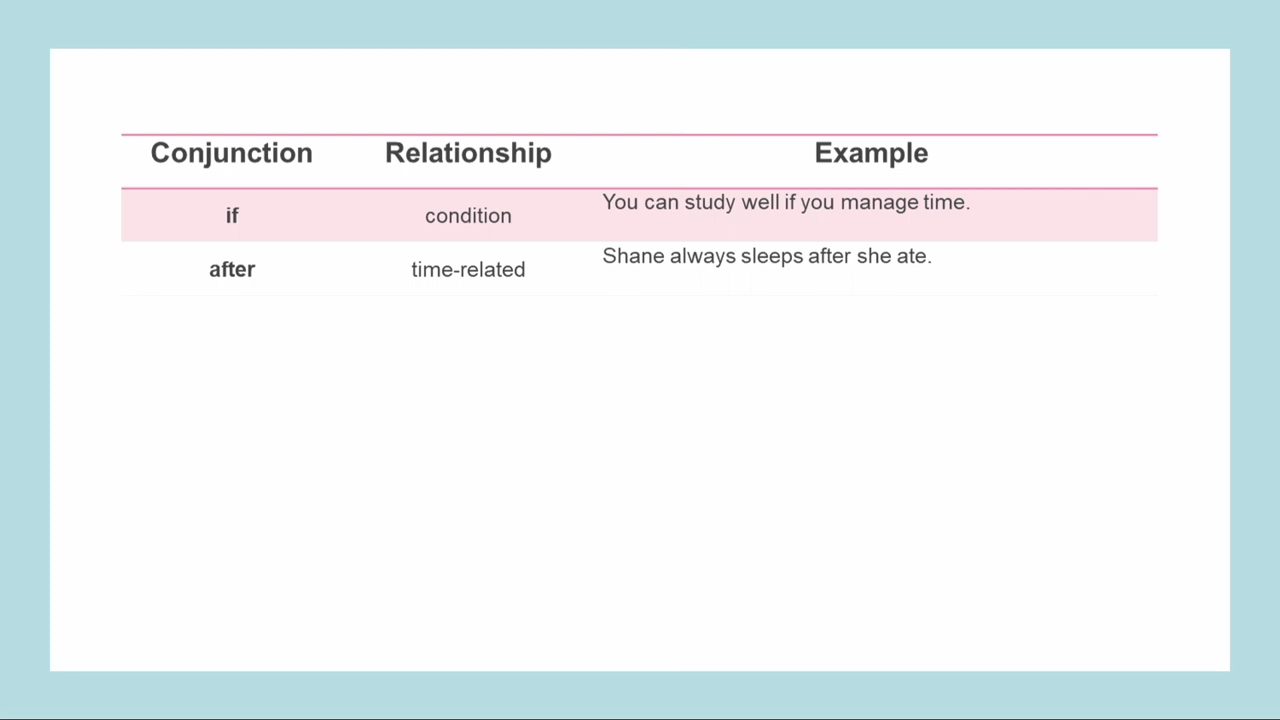 Conjunction Relationship Example
if condition You can study well if you manage time.
after time-related Shane always sleeps after she ate.